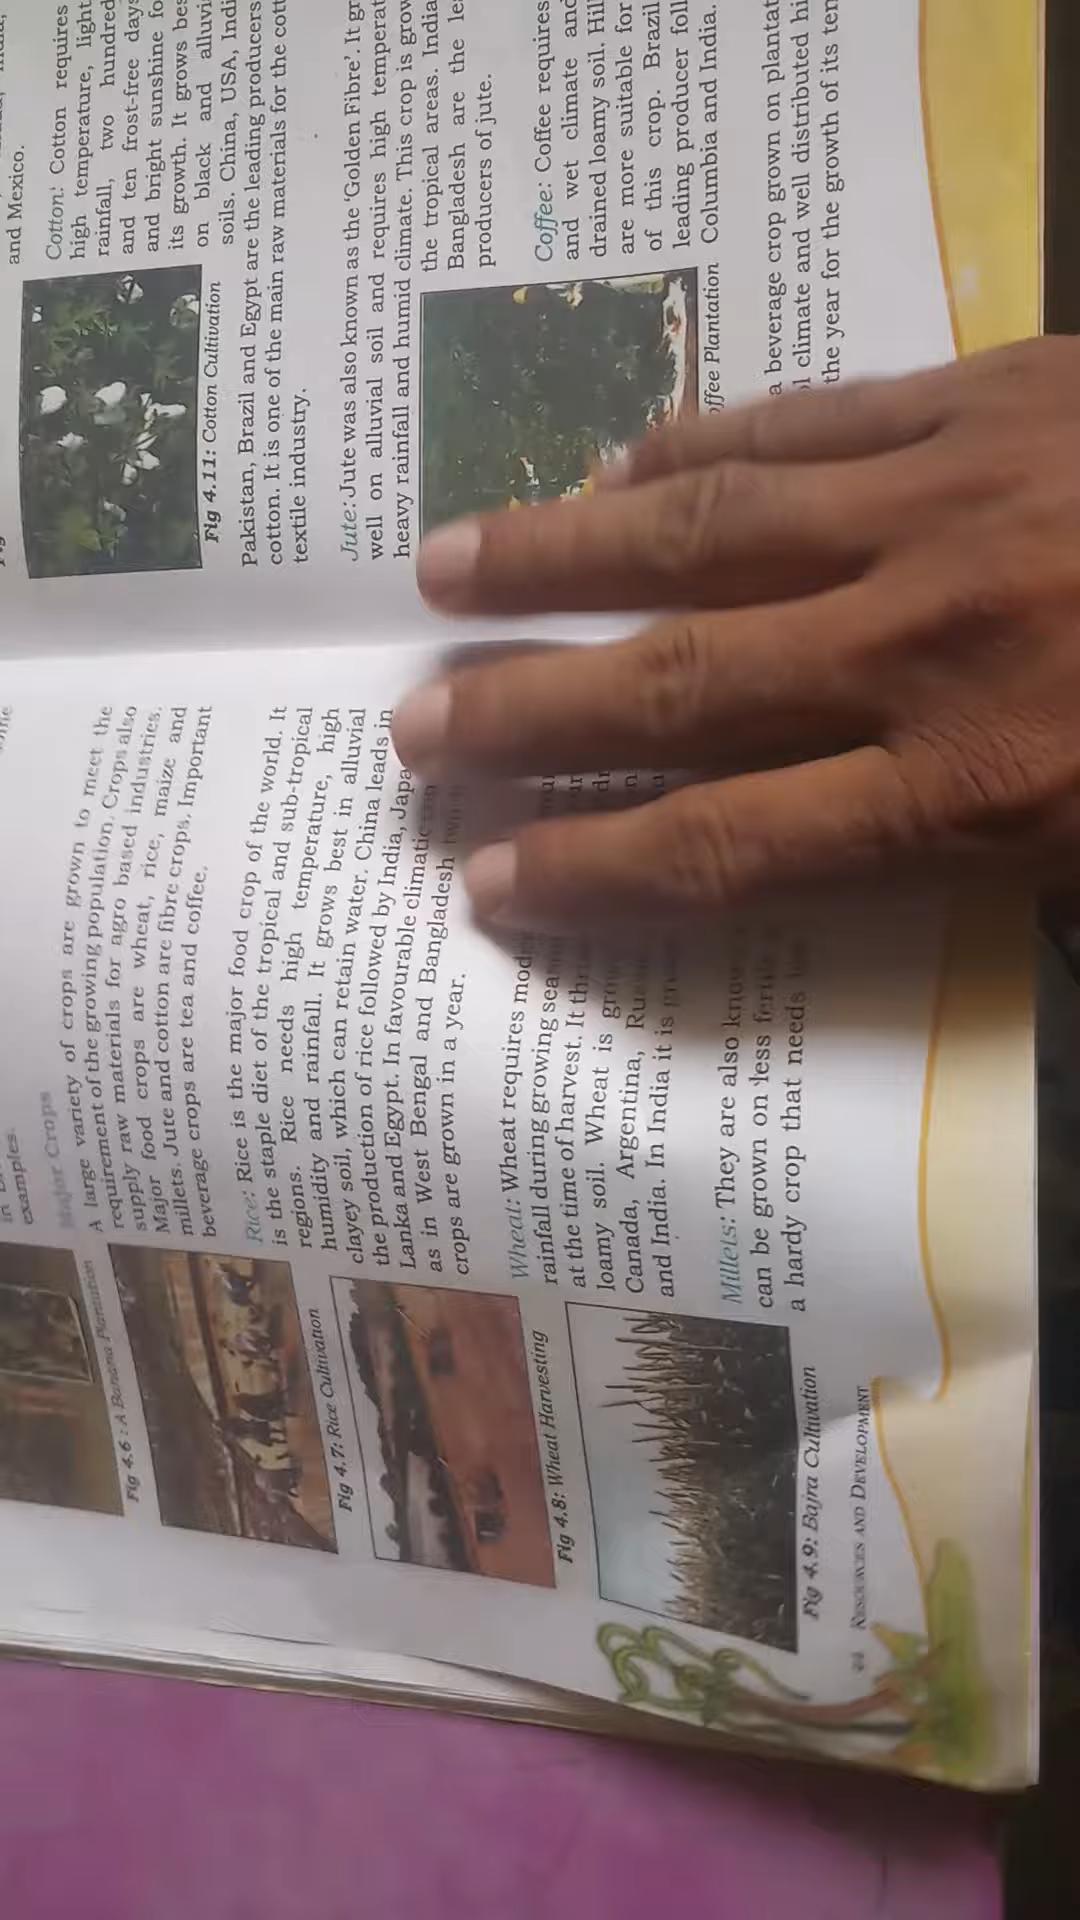 examples.
Major Crops
A large variety of crops are grown to meet the
requirement of the growing population. Crops also
supply raw materials for agro based industries.
Major food crops are wheat, rice, maize and
millets. Jute and cotton are fibre crops. Important
beverage crops are tea and coffee.
Rice: Rice is the major food crop of the world. It
is the staple diet of the tropical and sub-tropical
regions. Rice needs high temperature, high
humidity and rainfall. It grows best in alluvial
clayey soil, which can retain water. China leads in
the production of rice followed by India, Japa
Lanka and Egypt. In favourable climatic
as in West Bengal and Bangladesh
crops are grown in a year.
Wheat: Wheat requires mod
rainfall during growing sea
at the time of harvest. It thri
loamy soil. Wheat is gro
Canada, Argentina, Ru
and India. In India it is
Millets: They are also know
can be grown on less ferti
a hardy crop that needs
Fig 4.6 : A Banana Plantation
Fig 4.7: Rice Cultivation
Fig 4.8: Wheat Harvesting
Fig 4.9: Bajra Cultivation
RESOURCES AND DEVELOPMENT
and Mexico.
Cotton: Cotton requires
high temperature, light
rainfall, two hundred
and ten frost-free days
and bright sunshine fo
its growth. It grows bes
on black and alluvi
soils. China, USA, Indi
Fig 4.11: Cotton Cultivation
Pakistan, Brazil and Egypt are the leading producers
cotton. It is one of the main raw materials for the cott
textile industry.
Jute: Jute was also known as the 'Golden Fibre'. It gr
well on alluvial soil and requires high temperat
heavy rainfall and humid climate. This crop is grow
the tropical areas. India
Bangladesh are the le
producers of jute.
Coffee: Coffee requires
and wet climate and
drained loamy soil. Hil
are more suitable for
of this crop. Brazil
leading producer foll
Columbia and India.
offee Plantation
a beverage crop grown on plantat
l climate and well distributed hi
the year for the growth of its ten